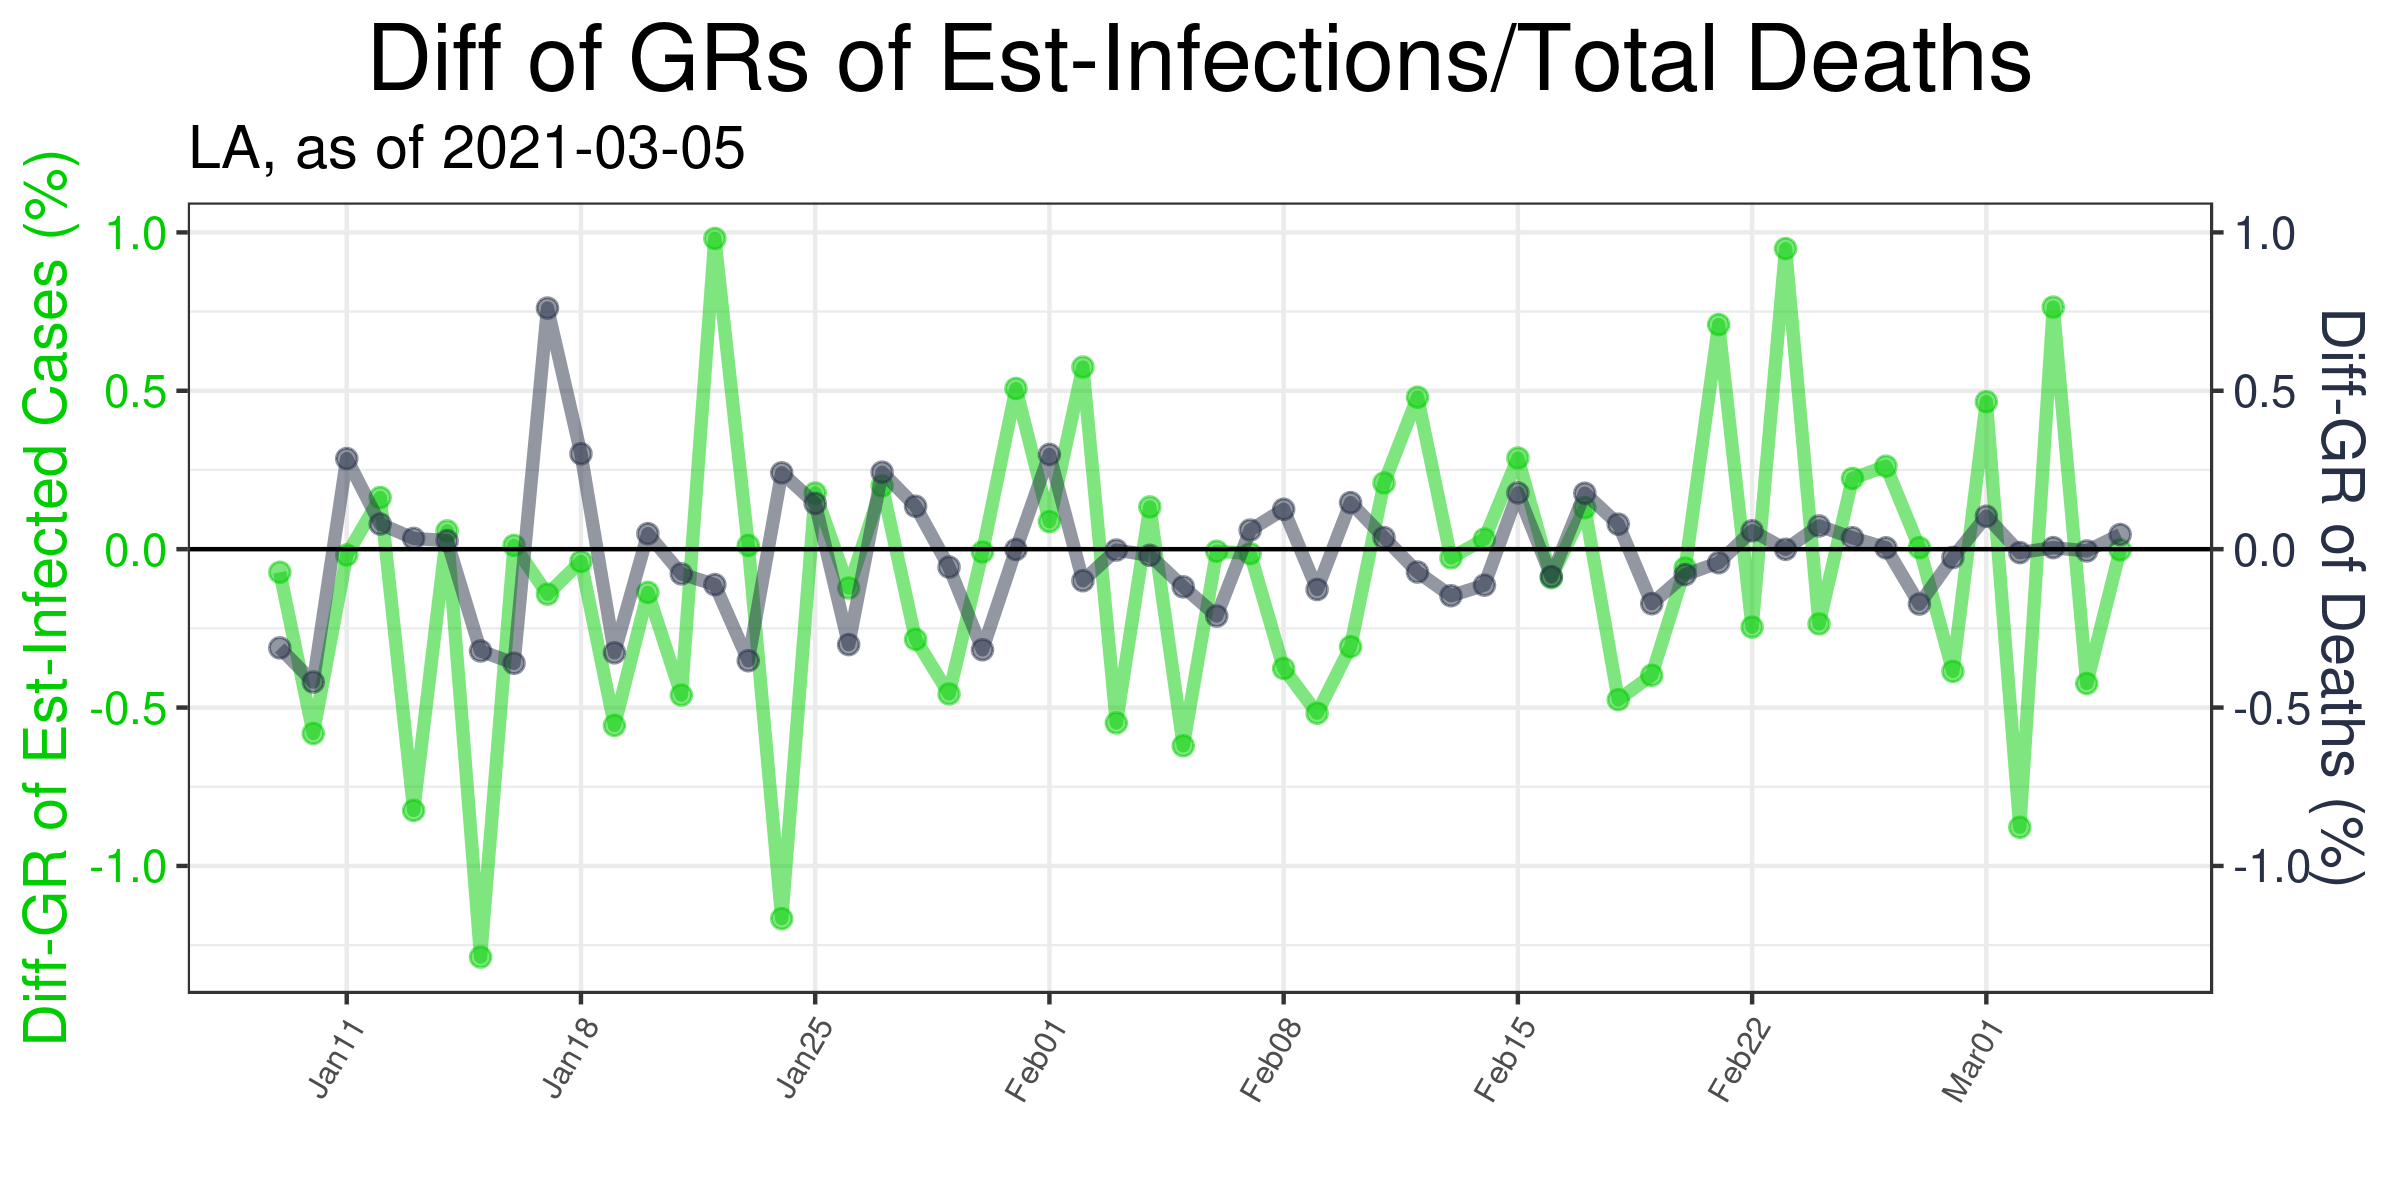 Diff of GRs of Est-Infections/Total Deaths
LA, as of 2021-03-05
Diff-GR of Est-Infected Cases (%)
1.0
0.5
0.0
-0.5
-1.0
1.0
0.5
0.0
-0.5
-1.0
Diff-GR of Deaths (%)
Jan11
Jan18
Jan25
Feb01
Feb08
Feb15
Feb22
Mar01